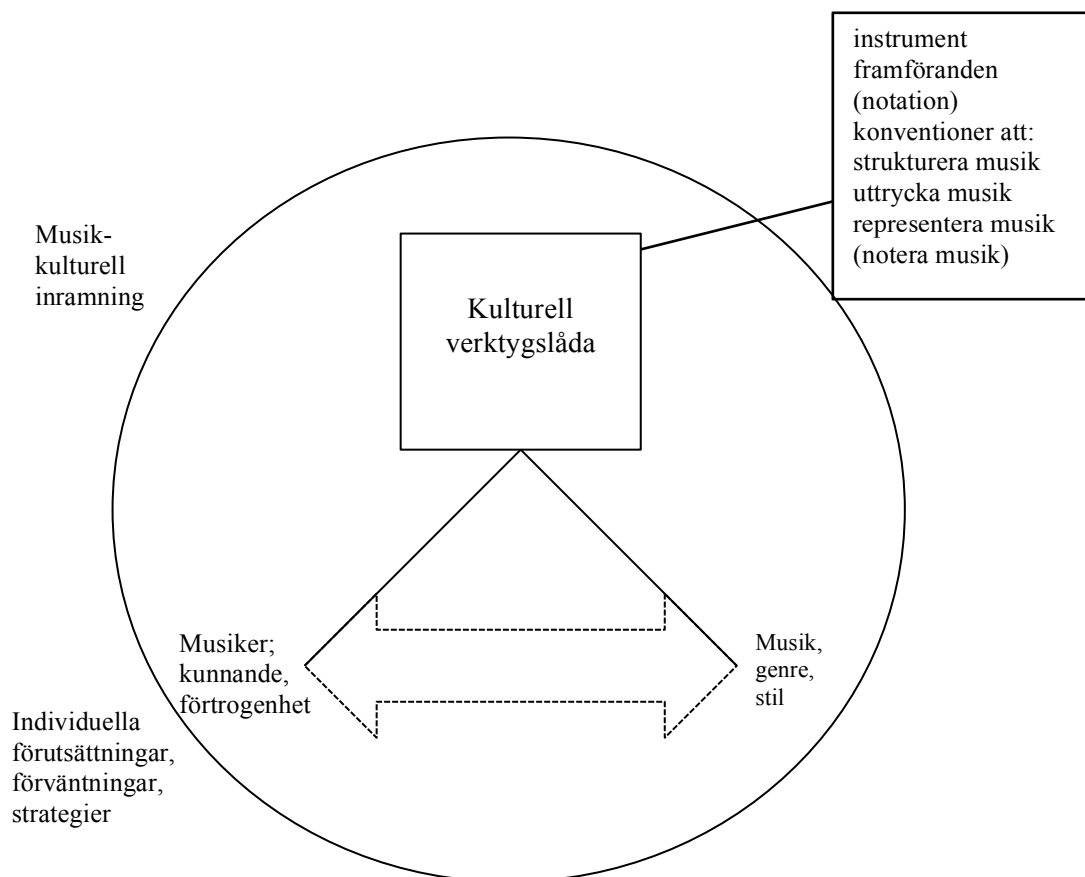 instrument
framföranden
(notation)
konventioner att:
strukturera musik
uttrycka musik
representera musik
(notera musik)
Musik-
kulturell
inramning
Kulturell
verktygslåda
Musiker;
kunnande,
förtrogenhet
Musik,
genre,
stil
Individuella
förutsättningar,
förväntningar,
strategier